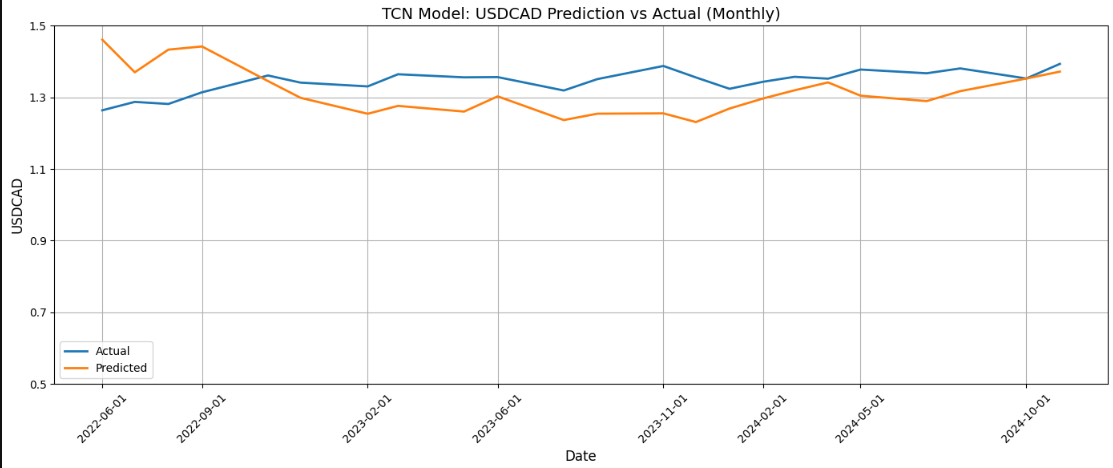 TCN Model: USDCAD Prediction vs Actual (Monthly)
1.5
1.3
1.1
0.9
0.7
0.5
USDCAD
Actual
Predicted
2022-06-01
2022-09-01
2023-02-01
2023-06-01
2023-11-01
2024-02-01
2024-05-01
2024-10-01
Date